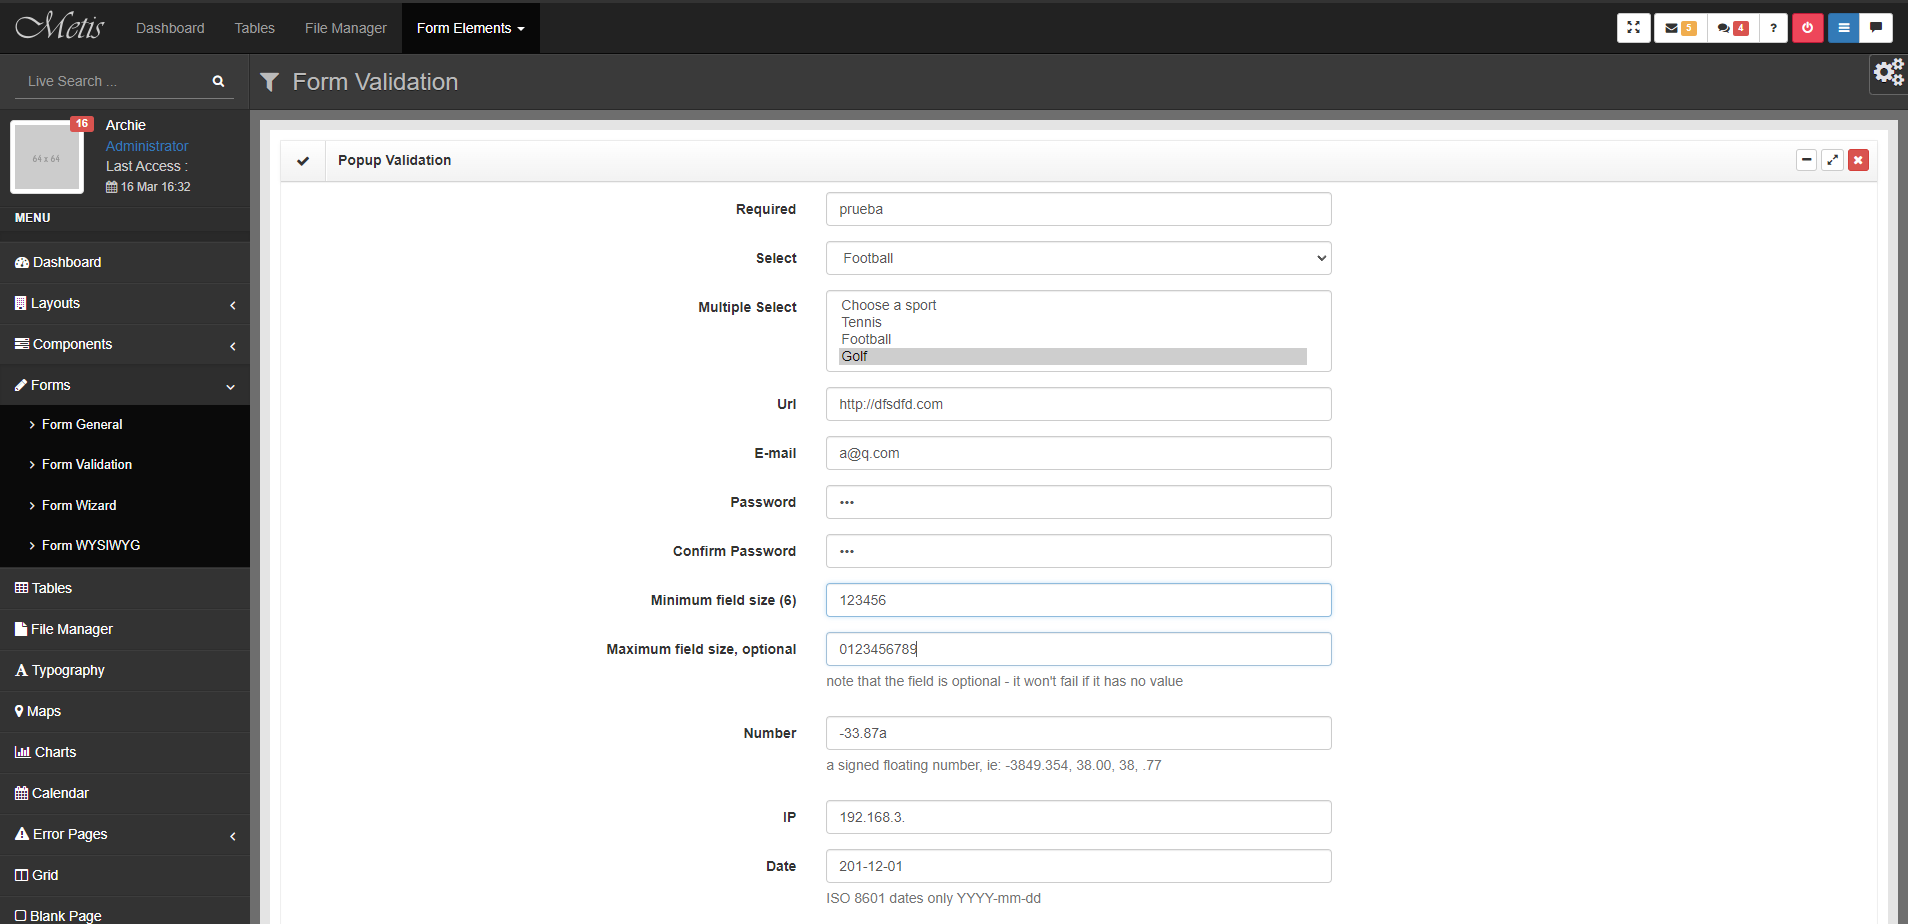 Metis
Dashboard
Tables
File Manager
Form Elements
5
4
?
Live Search ...
Form Validation
16
64 x 64
Archie
Administrator
Last Access :
16 Mar 16:32
MENU
Dashboard
Layouts
Components
Forms
Form General
Form Validation
Form Wizard
Form WYSIWYG
Tables
File Manager
Typography
Maps
Charts
Calendar
Error Pages
Grid
Blank Page
Popup Validation
Required
prueba
Select
Football
Multiple Select
Choose a sport
Tennis
Football
Golf
Url
http://dfsdfd.com
E-mail
a@q.com
Password
•••
Confirm Password
•••
Minimum field size (6)
123456
Maximum field size, optional
0123456789
note that the field is optional - it won't fail if it has no value
Number
-33.87a
a signed floating number, ie: -3849.354, 38.00, 38, .77
IP
192.168.3.
Date
201-12-01
ISO 8601 dates only YYYY-mm-dd